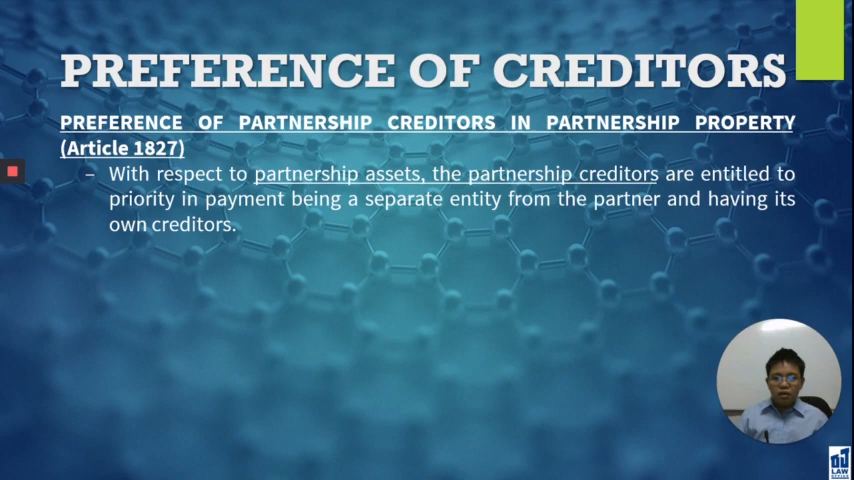 PREFERENCE OF CREDITORS
PREFERENCE OF PARTNERSHIP CREDITORS IN PARTNERSHIP PROPERTY
(Article 1827)
– With respect to partnership assets, the partnership creditors are entitled to
priority in payment being a separate entity from the partner and having its
own creditors.
LAW